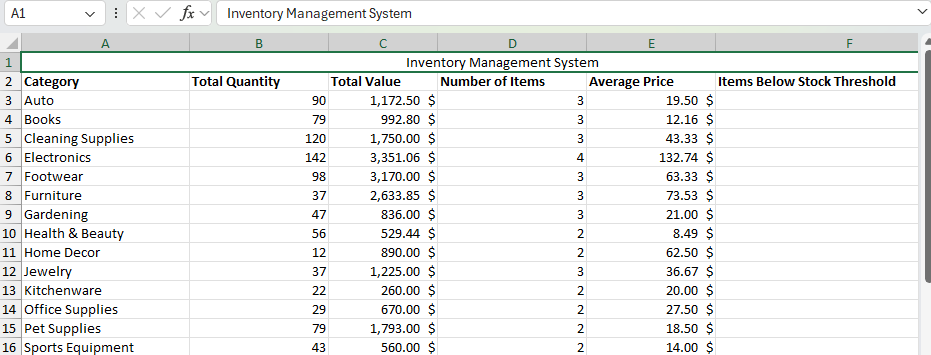 A1 fx Inventory Management System
A B C D E F
1 Inventory Management System
2 Category Total Quantity Total Value Number of Items Average Price Items Below Stock Threshold
3 Auto 90 1,172.50 $ 3 19.50 $
4 Books 79 992.80 $ 3 12.16 $
5 Cleaning Supplies 120 1,750.00 $ 3 43.33 $
6 Electronics 142 3,351.06 $ 4 132.74 $
7 Footwear 98 3,170.00 $ 3 63.33 $
8 Furniture 37 2,633.85 $ 3 73.53 $
9 Gardening 47 836.00 $ 3 21.00 $
10 Health & Beauty 56 529.44 $ 2 8.49 $
11 Home Decor 12 890.00 $ 2 62.50 $
12 Jewelry 37 1,225.00 $ 3 36.67 $
13 Kitchenware 22 260.00 $ 2 20.00 $
14 Office Supplies 29 670.00 $ 2 27.50 $
15 Pet Supplies 79 1,793.00 $ 2 18.50 $
16 Sports Equipment 43 560.00 $ 2 14.00 $